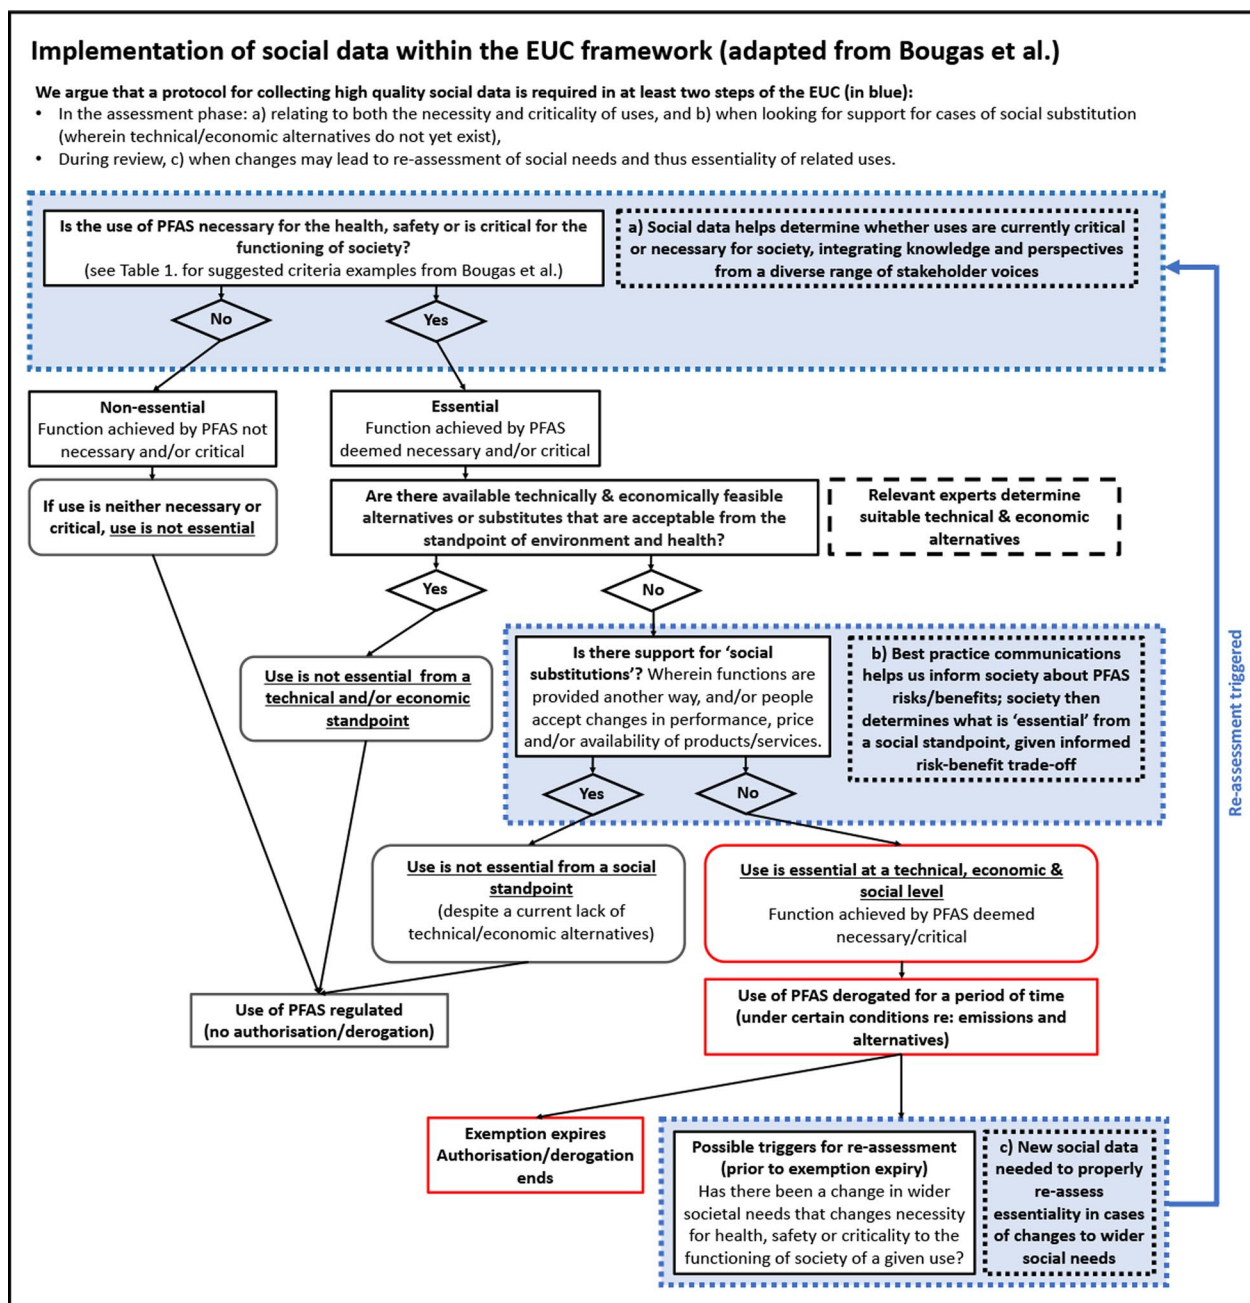 Implementation of social data within the EUC framework (adapted from Bougas et al.)
We argue that a protocol for collecting high quality social data is required in at least two steps of the EUC (in blue):
• In the assessment phase: a) relating to both the necessity and criticality of uses, and b) when looking for support for cases of social substitution
(wherein technical/economic alternatives do not yet exist),
• During review, c) when changes may lead to re-assessment of social needs and thus essentiality of related uses.
Is the use of PFAS necessary for the health, safety or is critical for the
functioning of society?
(see Table 1. for suggested criteria examples from Bougas et al.)
a) Social data helps determine whether uses are currently critical
or necessary for society, integrating knowledge and perspectives
from a diverse range of stakeholder voices
No
Yes
Non-essential
Function achieved by PFAS not
necessary and/or critical
Essential
Function achieved by PFAS
deemed necessary and/or critical
If use is neither necessary or
critical, use is not essential
Are there available technically & economically feasible
alternatives or substitutes that are acceptable from the
standpoint of environment and health?
Relevant experts determine
suitable technical & economic
alternatives
Yes
No
Use is not essential from a
technical and/or economic
standpoint
Is there support for ‘social
substitutions’? Wherein functions are
provided another way, and/or people
accept changes in performance, price
and/or availability of products/services.
b) Best practice communications
helps us inform society about PFAS
risks/benefits; society then
determines what is ‘essential’ from
a social standpoint, given informed
risk-benefit trade-off
Yes
No
Re-assessment triggered
Use is not essential from a social
standpoint
(despite a current lack of
technical/economic alternatives)
Use is essential at a technical, economic &
social level
Function achieved by PFAS deemed
necessary/critical
Use of PFAS regulated
(no authorisation/derogation)
Use of PFAS derogated for a period of time
(under certain conditions re: emissions and
alternatives)
Exemption expires
Authorisation/derogation
ends
Possible triggers for re-assessment
(prior to exemption expiry)
Has there been a change in wider
societal needs that changes necessity
for health, safety or criticality to the
functioning of society of a given use?
c) New social data
needed to properly
re-assess
essentiality in cases
of changes to wider
social needs